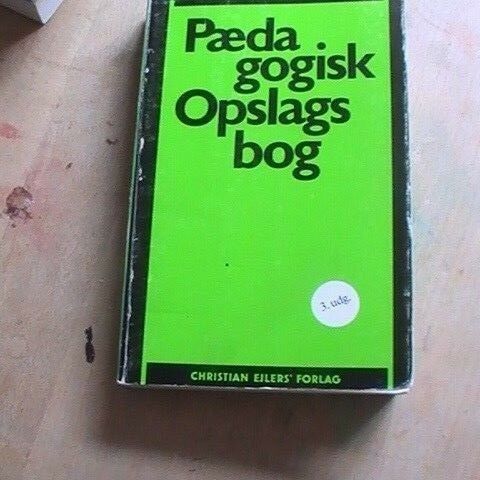 Pæda
gogisk
Opslags
bog
3. udg.
CHRISTIAN EJLERS' FORLAG